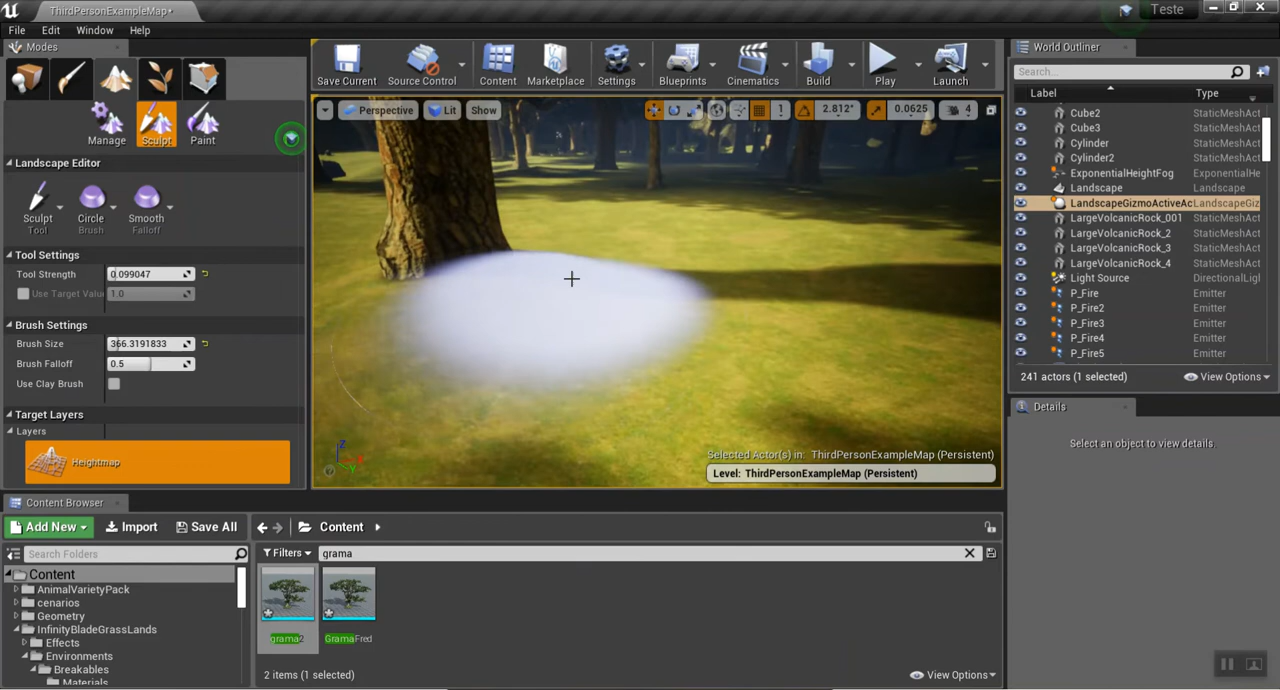 ThirdPersonExampleMap*
Teste
File Edit Window Help
Modes
Save Current Source Control Content Marketplace Settings Blueprints Cinematics Build Play Launch
Manage Sculpt Paint
Landscape Editor
Sculpt Circle Smooth
Tool Brush Falloff
Tool Settings
Tool Strength 0.099047
Use Target Valu 1.0
Brush Settings
Brush Size 366.3191833
Brush Falloff 0.5
Use Clay Brush
Target Layers
Layers
Heightmap
Perspective Lit Show 1 2.812° 0.0625 4
Z
X
Y
Selected Actor(s) in: ThirdPersonExampleMap (Persistent)
Level: ThirdPersonExampleMap (Persistent)
World Outliner
Search...
Label Type
Cube2 StaticMeshAct
Cube3 StaticMeshAct
Cylinder StaticMeshAct
Cylinder2 StaticMeshAct
ExponentialHeightFog ExponentialHe
Landscape Landscape
LandscapeGizmoActiveAc LandscapeGiz
LargeVolcanicRock_001 StaticMeshAct
LargeVolcanicRock_2 StaticMeshAct
LargeVolcanicRock_3 StaticMeshAct
LargeVolcanicRock_4 StaticMeshAct
Light Source DirectionalLigh
P_Fire Emitter
P_Fire2 Emitter
P_Fire3 Emitter
P_Fire4 Emitter
P_Fire5 Emitter
241 actors (1 selected) View Options
Details
Select an object to view details.
Content Browser
Add New Import Save All Content
Search Folders
Filters grama
Content
AnimalVarietyPack
cenarios
Geometry
InfinityBladeGrassLands
Effects
Environments
Breakables
Materials
grama2 GramaFred
2 items (1 selected) View Options